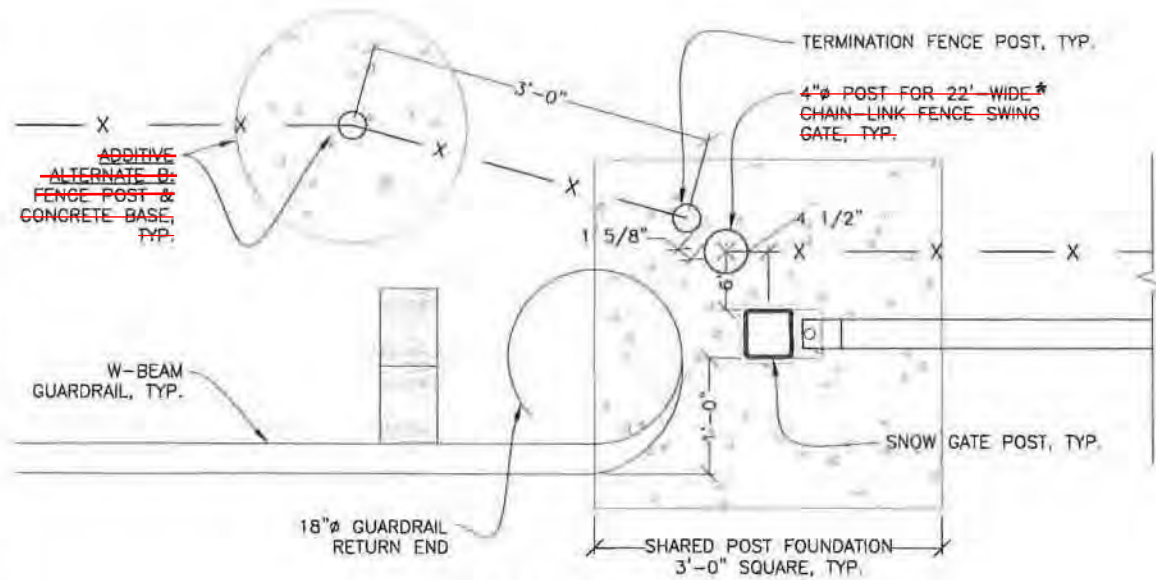 TERMINATION FENCE POST, TYP.
3'-0"
4"ø POST FOR 22'-WIDE*
CHAIN-LINK FENCE SWING
GATE, TYP.
X
X
X
X
ADDITIVE
ALTERNATE B:
FENCE POST &
CONCRETE BASE,
TYP.
1 5/8"
4 1/2"
X
X
X
6"
W-BEAM
GUARDRAIL, TYP.
1'-0"
SNOW GATE POST, TYP.
18"ø GUARDRAIL
RETURN END
SHARED POST FOUNDATION
3'-0" SQUARE, TYP.